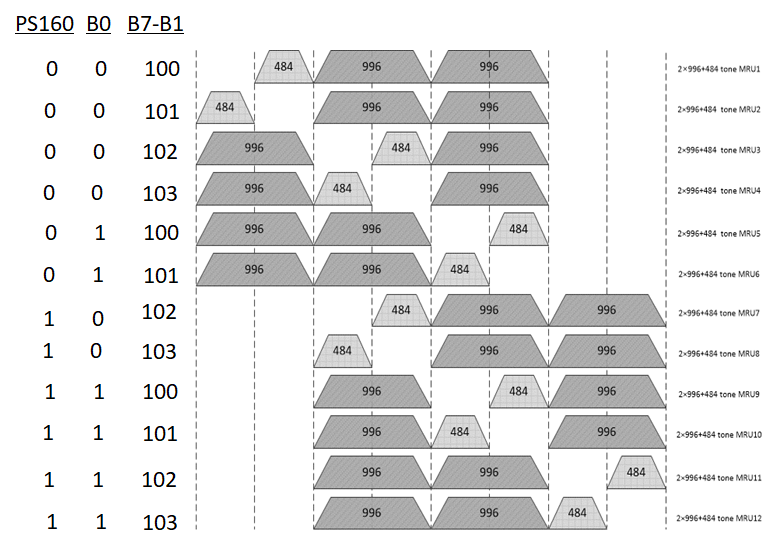 PS160 B0 B7-B1
0 0 100 484 996 996 2×996+484 tone MRU1
0 0 101 484 996 996 2×996+484 tone MRU2
0 0 102 996 484 996 2×996+484 tone MRU3
0 0 103 996 484 996 2×996+484 tone MRU4
0 1 100 996 996 484 2×996+484 tone MRU5
0 1 101 996 996 484 2×996+484 tone MRU6
1 0 102 484 996 996 2×996+484 tone MRU7
1 0 103 484 996 996 2×996+484 tone MRU8
1 1 100 996 484 996 2×996+484 tone MRU9
1 1 101 996 484 996 2×996+484 tone MRU10
1 1 102 996 996 484 2×996+484 tone MRU11
1 1 103 996 996 484 2×996+484 tone MRU12